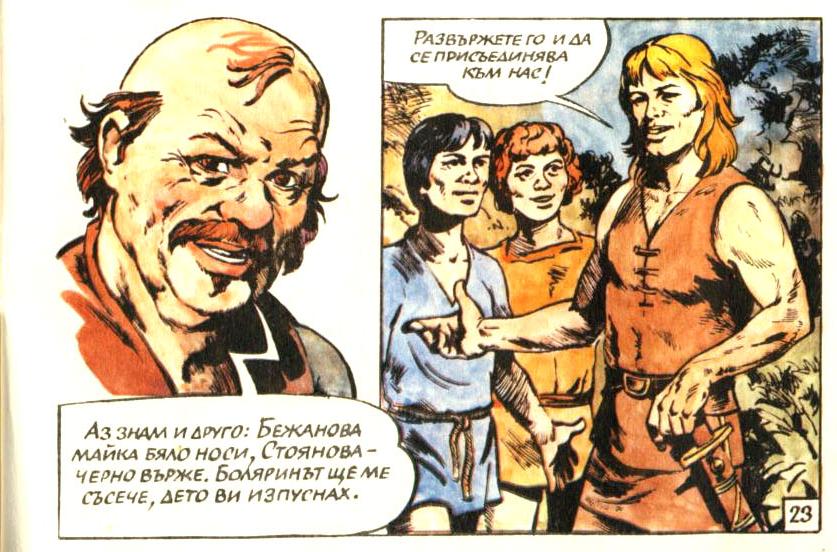 АЗ ЗНАМ И ДРУГО: БЕЖАНОВА
МАЙКА БЯЛО НОСИ, СТОЯНОВА –
ЧЕРНО ВЪРЖЕ. БОЛЯРИНЪТ ЩЕ МЕ
СЪСЕЧЕ, ДЕТО ВИ ИЗПУСНАХ.
РАЗВЪРЖЕТЕ ГО И ДА
СЕ ПРИСЪЕДИНЯВА
КЪМ НАС!
23